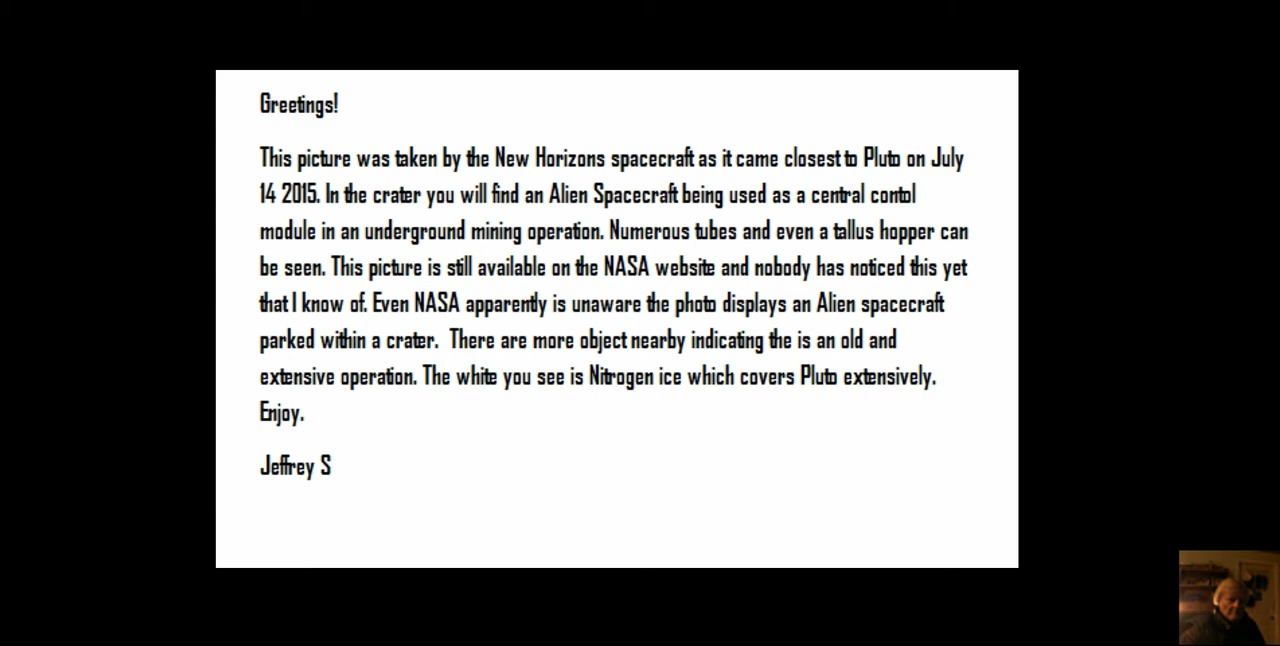 Greetings!
This picture was taken by the New Horizons spacecraft as it came closest to Pluto on July
14 2015. In the crater you will find an Alien Spacecraft being used as a central contol
module in an underground mining operation. Numerous tubes and even a tallus hopper can
be seen. This picture is still available on the NASA website and nobody has noticed this yet
that I know of. Even NASA apparently is unaware the photo displays an Alien spacecraft
parked within a crater.  There are more object nearby indicating the is an old and
extensive operation. The white you see is Nitrogen ice which covers Pluto extensively.
Enjoy.
Jeffrey S